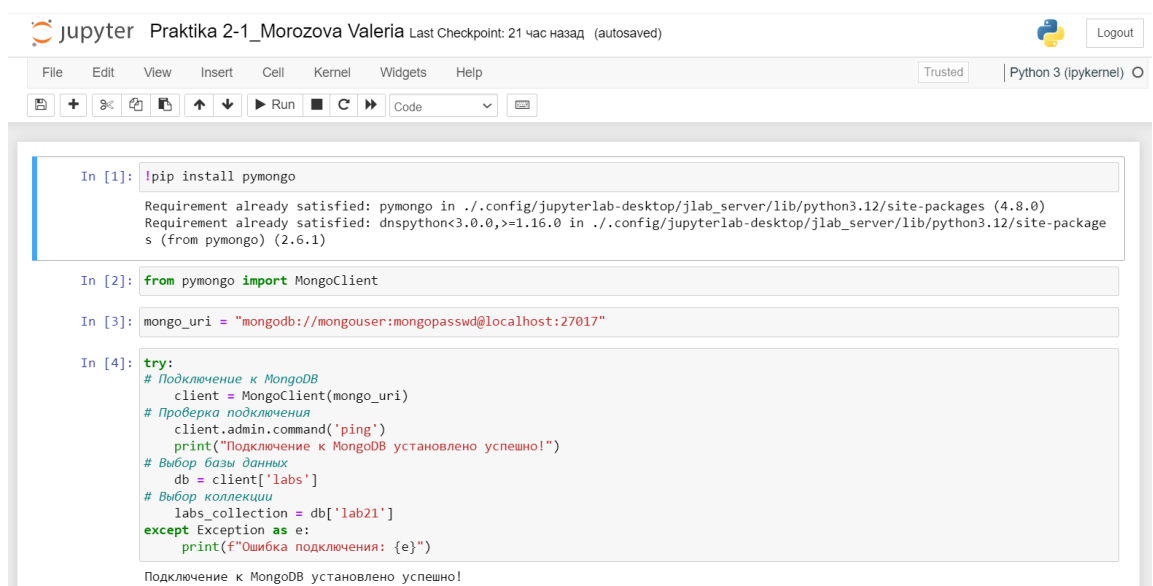 jupyter Praktika 2-1_Morozova Valeria Last Checkpoint: 21 час назад (autosaved)
Logout
File Edit View Insert Cell Kernel Widgets Help
Trusted
Python 3 (ipykernel)
Run
Code
In [1]: !pip install pymongo
Requirement already satisfied: pymongo in ./.config/jupyterlab-desktop/jlab_server/lib/python3.12/site-packages (4.8.0)
Requirement already satisfied: dnspython<3.0.0,>=1.16.0 in ./.config/jupyterlab-desktop/jlab_server/lib/python3.12/site-package
s (from pymongo) (2.6.1)
In [2]: from pymongo import MongoClient
In [3]: mongo_uri = "mongodb://mongouser:mongopasswd@localhost:27017"
In [4]: try:
# Подключение к MongoDB
    client = MongoClient(mongo_uri)
# Проверка подключения
    client.admin.command('ping')
    print("Подключение к MongoDB установлено успешно!")
# Выбор базы данных
    db = client['labs']
# Выбор коллекции
    labs_collection = db['lab21']
except Exception as e:
     print(f"Ошибка подключения: {e}")
Подключение к MongoDB установлено успешно!